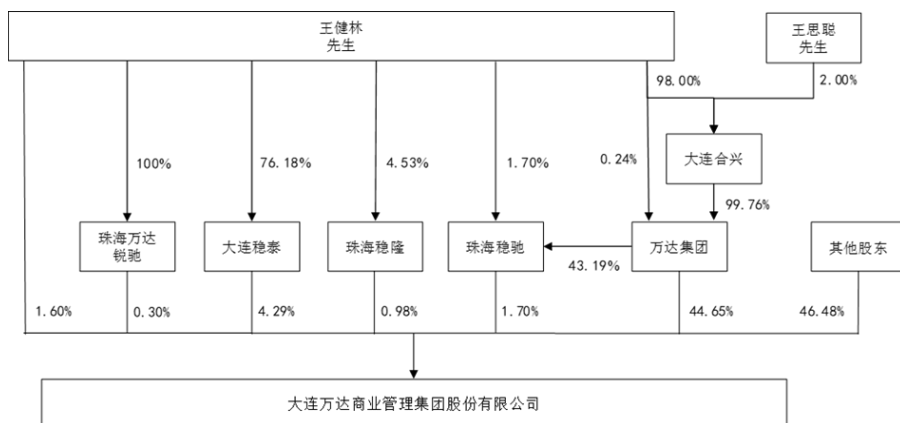 王健林
先生
王思聪
先生
98.00%
2.00%
100%
76.18%
4.53%
1.70%
0.24%
大连合兴
99.76%
珠海万达
锐驰
大连稳泰
珠海稳隆
珠海稳驰
万达集团
其他股东
43.19%
1.60%
0.30%
4.29%
0.98%
1.70%
44.65%
46.48%
大连万达商业管理集团股份有限公司